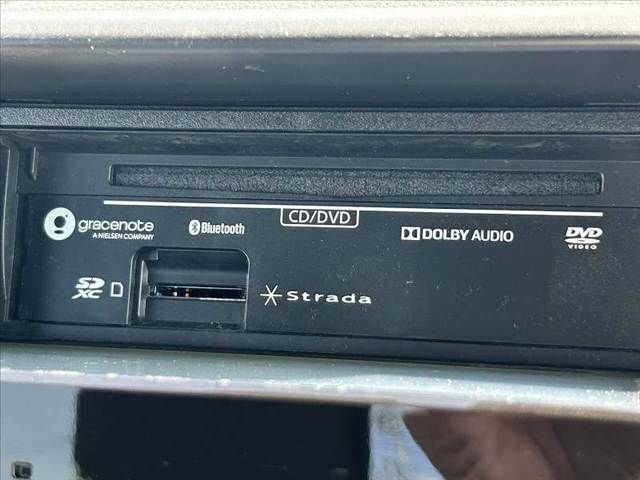 gracenote
A NIELSEN COMPANY
Bluetooth
CD/DVD
DOLBY AUDIO
DVD
VIDEO
SD
XC
Strada